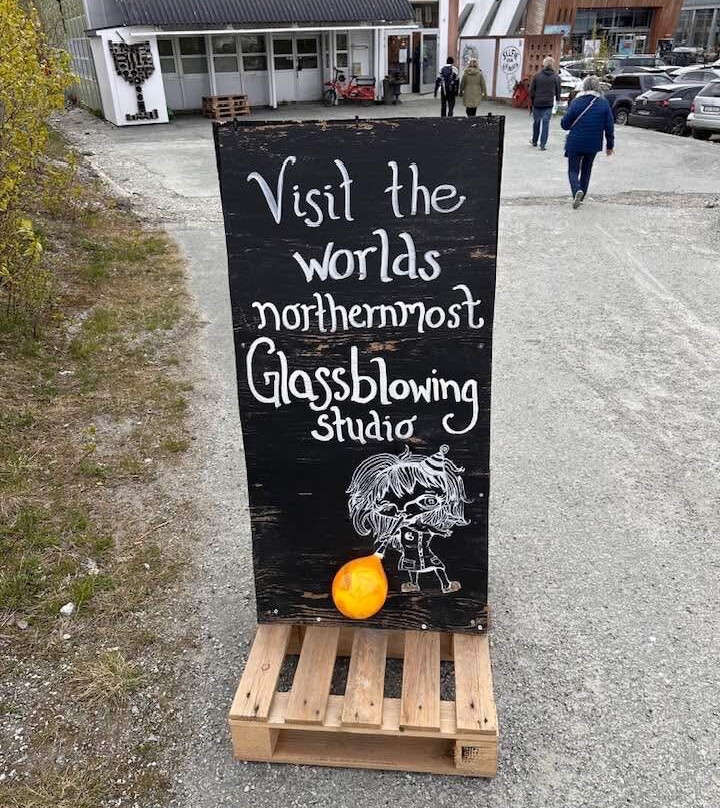 Visit the
worlds
northernmost
Glassblowing
studio